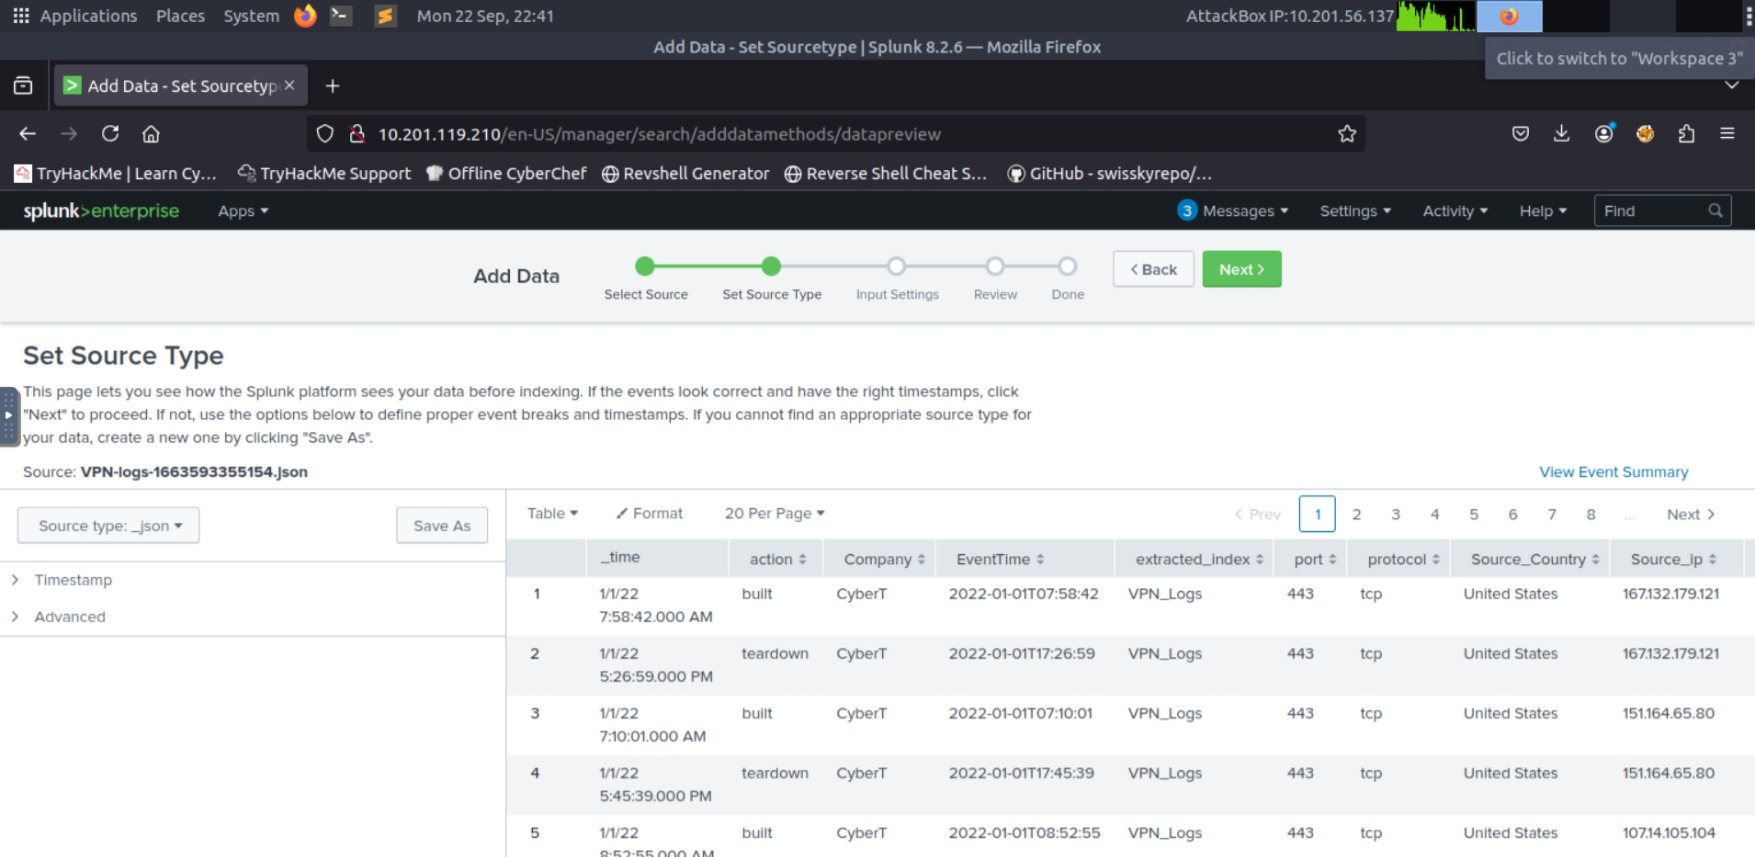 Applications Places System Mon 22 Sep, 22:41 AttackBox IP:10.201.56.137
Add Data - Set Sourcetype | Splunk 8.2.6 — Mozilla Firefox
Click to switch to "Workspace 3"
Add Data - Set Sourcetyp
10.201.119.210/en-US/manager/search/adddatamethods/datapreview
TryHackMe | Learn Cy... TryHackMe Support Offline CyberChef Revshell Generator Reverse Shell Cheat S... GitHub - swisskyrepo/...
splunk>enterprise Apps 3 Messages Settings Activity Help Find
Add Data Select Source Set Source Type Input Settings Review Done < Back Next >
Set Source Type
This page lets you see how the Splunk platform sees your data before indexing. If the events look correct and have the right timestamps, click
"Next" to proceed. If not, use the options below to define proper event breaks and timestamps. If you cannot find an appropriate source type for
your data, create a new one by clicking "Save As".
Source: VPN-logs-1663593355154.json View Event Summary
Source type: _json Save As
Timestamp
Advanced
Table Format 20 Per Page < Prev 1 2 3 4 5 6 7 8 ... Next >
_time action Company EventTime extracted_index port protocol Source_Country Source_ip
1 1/1/22 built CyberT 2022-01-01T07:58:42 VPN_Logs 443 tcp United States 167.132.179.121
7:58:42.000 AM
2 1/1/22 teardown CyberT 2022-01-01T17:26:59 VPN_Logs 443 tcp United States 167.132.179.121
5:26:59.000 PM
3 1/1/22 built CyberT 2022-01-01T07:10:01 VPN_Logs 443 tcp United States 151.164.65.80
7:10:01.000 AM
4 1/1/22 teardown CyberT 2022-01-01T17:45:39 VPN_Logs 443 tcp United States 151.164.65.80
5:45:39.000 PM
5 1/1/22 built CyberT 2022-01-01T08:52:55 VPN_Logs 443 tcp United States 107.14.105.104
8:52:55.000 AM